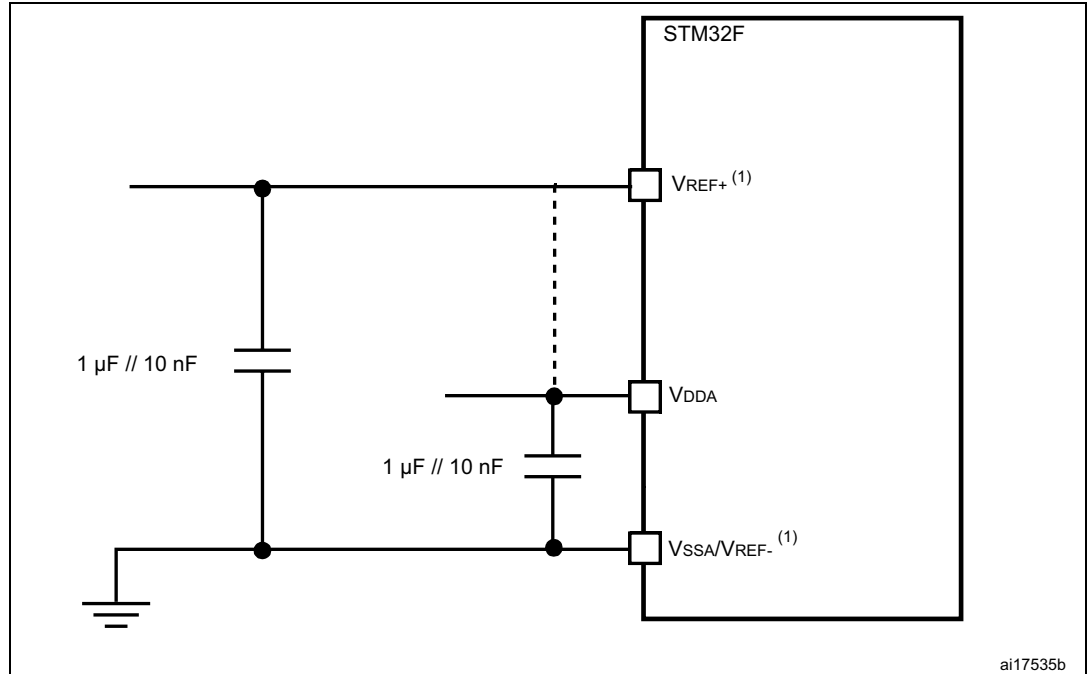 STM32F
VREF+ (1)
1 µF // 10 nF
VDDA
1 µF // 10 nF
VSSA/VREF- (1)
ai17535b